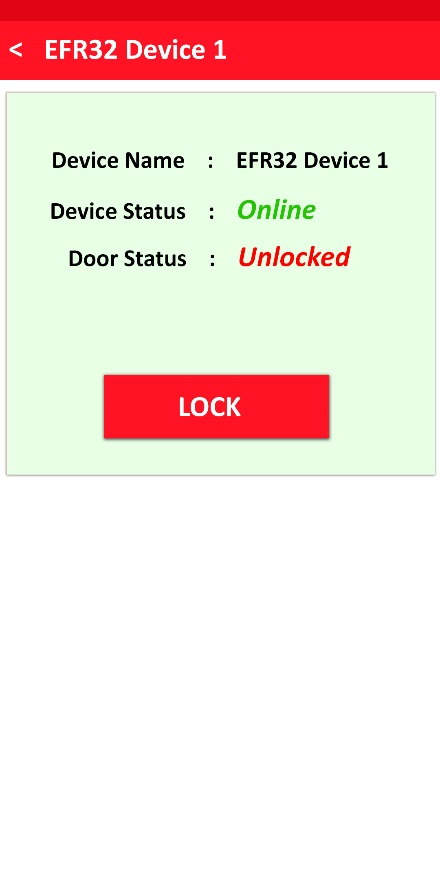 < EFR32 Device 1
Device Name : EFR32 Device 1
Device Status : Online
Door Status : Unlocked
LOCK